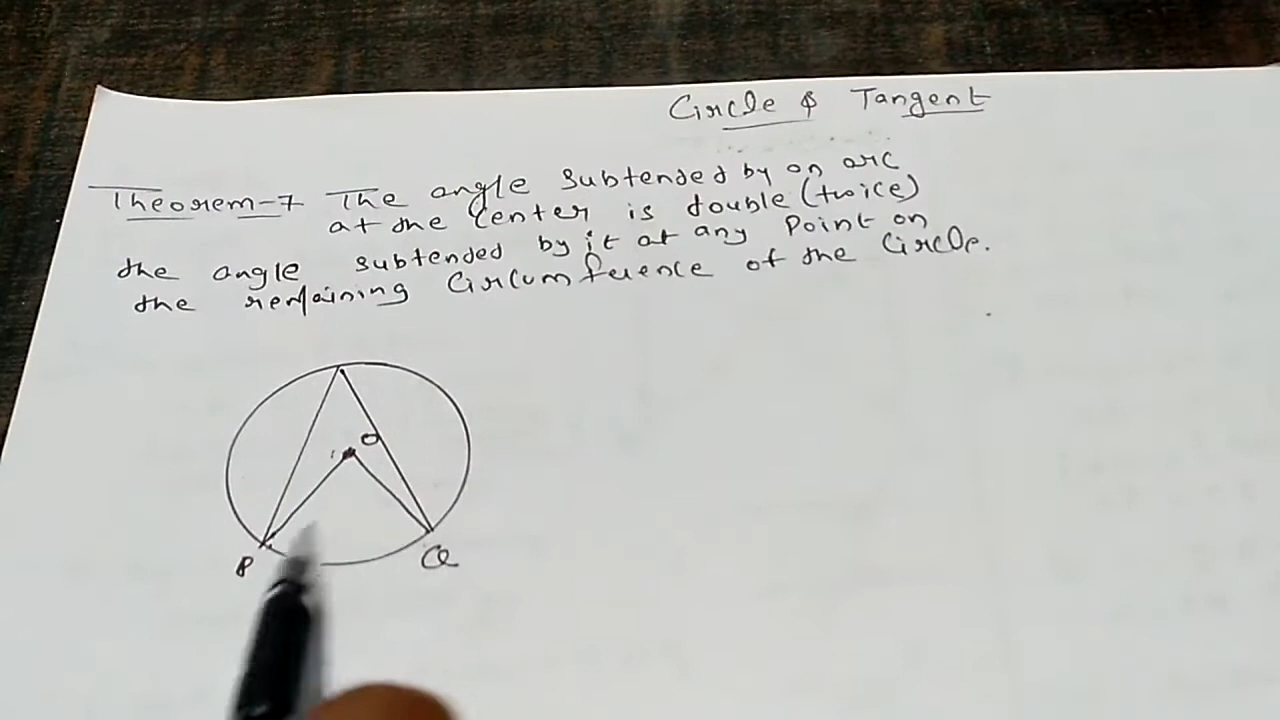 Circle & Tangent
Theorem-7 The angle subtended by on arc
at the Center is double (twice)
the angle subtended by it at any Point on
the remaining Circumference of the Circle.
O
P Q